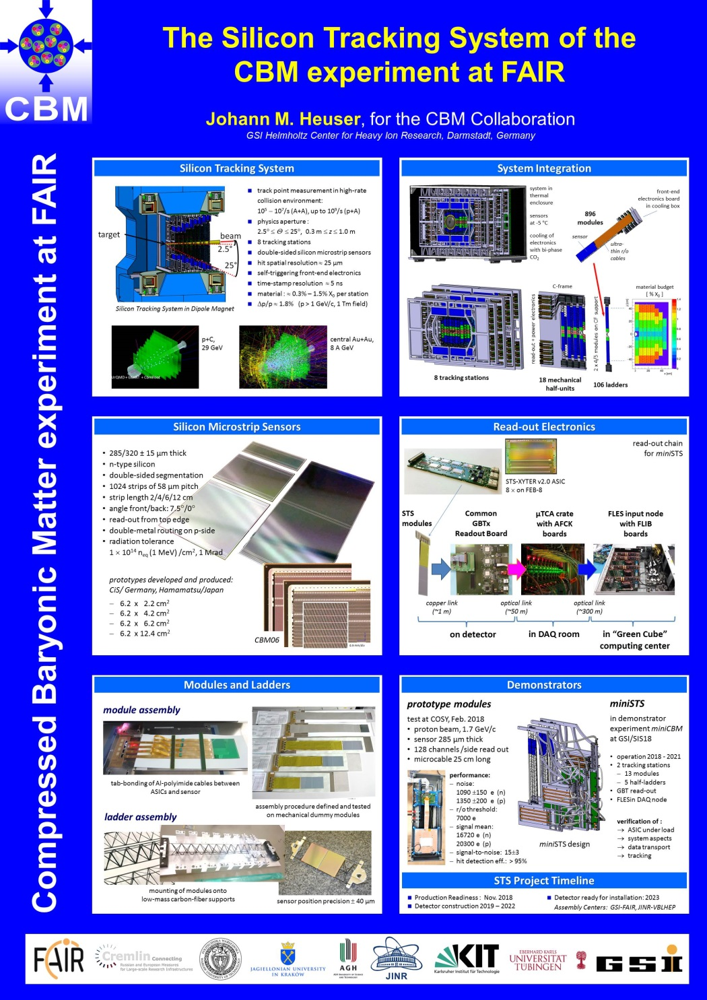 CBM
The Silicon Tracking System of the
CBM experiment at FAIR
Johann M. Heuser, for the CBM Collaboration
GSI Helmholtz Center for Heavy Ion Research, Darmstadt, Germany
Compressed Baryonic Matter experiment at FAIR
Silicon Tracking System
target
beam
2.5°
25°
Silicon Tracking System in Dipole Magnet
■ track point measurement in high-rate
collision environment:
10⁵ – 10⁷/s (A+A), up to 10⁹/s (p+A)
■ physics aperture :
2.5° ≤ Θ ≤ 25°, 0.3 m ≤ z ≤ 1.0 m
■ 8 tracking stations
■ double-sided silicon microstrip sensors
■ hit spatial resolution ≈ 25 µm
■ self-triggering front-end electronics
■ time-stamp resolution ≈ 5 ns
■ material : ≈ 0.3% – 1.5% X₀ per station
■ Δp/p ≈ 1.8% (p > 1 GeV/c, 1 Tm field)
p+C,
29 GeV
UrQMD + GEANT + CbmRoot
central Au+Au,
8 A GeV
System Integration
system in
thermal
enclosure
sensors
at -5 °C
cooling of
electronics
with bi-phase
CO₂
896
modules
front-end
electronics board
in cooling box
sensor
ultra-
thin r/o
cables
8 tracking stations
read-out + power electronics
C-frame
18 mechanical
half-units
2 x 4/5 modules on CF support
106 ladders
material budget
[ % X₀ ]
Silicon Microstrip Sensors
• 285/320 ± 15 µm thick
• n-type silicon
• double-sided segmentation
• 1024 strips of 58 µm pitch
• strip length 2/4/6/12 cm
• angle front/back: 7.5°/0°
• read-out from top edge
• double-metal routing on p-side
• radiation tolerance
1 × 10¹⁴ nₑq (1 MeV) /cm², 1 Mrad
prototypes developed and produced:
CiS/ Germany, Hamamatsu/Japan
– 6.2 x 2.2 cm²
– 6.2 x 4.2 cm²
– 6.2 x 6.2 cm²
– 6.2 x 12.4 cm²
CBM06
Read-out Electronics
read-out chain
for miniSTS
STS-XYTER v2.0 ASIC
8 × on FEB-8
STS
modules
Common
GBTx
Readout Board
µTCA crate
with AFCK
boards
FLES input node
with FLIB
boards
copper link
(~1 m)
optical link
(~50 m)
optical link
(~300 m)
on detector
in DAQ room
in “Green Cube”
computing center
Modules and Ladders
module assembly
tab-bonding of Al-polyimide cables between
ASICs and sensor
assembly procedure defined and tested
on mechanical dummy modules
ladder assembly
mounting of modules onto
low-mass carbon-fiber supports
sensor position precision ± 40 µm
Demonstrators
prototype modules
test at COSY, Feb. 2018
• proton beam, 1.7 GeV/c
• sensor 285 µm thick
• 128 channels /side read out
• microcable 25 cm long
performance:
– noise:
1090 ±150 e (n)
1350 ±200 e (p)
– r/o threshold:
7000 e
– signal mean:
16720 e (n)
20300 e (p)
– signal-to-noise: 15±3
– hit detection eff.: > 95%
miniSTS design
miniSTS
in demonstrator
experiment miniCBM
at GSI/SIS18
• operation 2018 - 2021
• 2 tracking stations
– 13 modules
– 5 half-ladders
• GBT read-out
• FLESin DAQ node
verification of :
→ ASIC under load
→ system aspects
→ data transport
→ tracking
STS Project Timeline
■ Production Readiness : Nov. 2018
■ Detector construction 2019 – 2022
■ Detector ready for installation: 2023
Assembly Centers: GSI-FAIR, JINR-VBLHEP
FAIR
Cremlin Connecting
Russian and European Measures
for Large-scale Research Infrastructures
JAGIELLONIAN UNIVERSITY
IN KRAKÓW
AGH
AGH UNIVERSITY OF SCIENCE
AND TECHNOLOGY
JINR
KIT
Karlsruher Institut für Technologie
EBERHARD KARLS
UNIVERSITÄT
TÜBINGEN
GSI